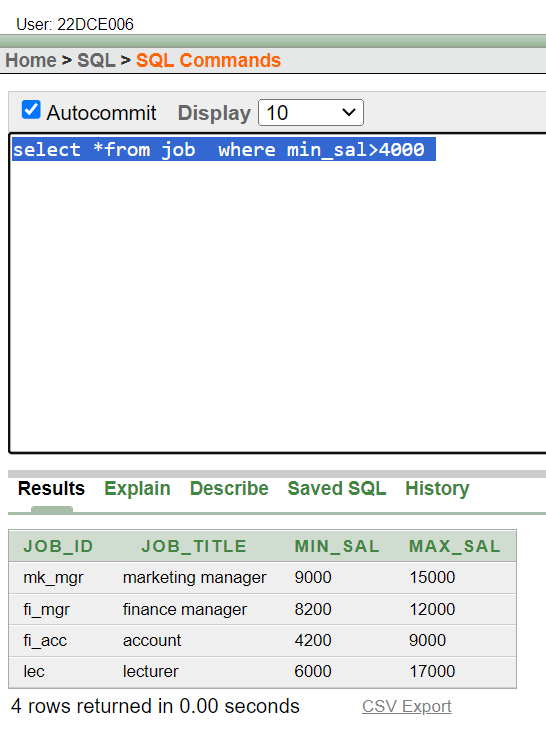 User: 22DCE006
Home > SQL > SQL Commands
Autocommit Display 10
select *from job  where min_sal>4000
Results Explain Describe Saved SQL History
JOB_ID JOB_TITLE MIN_SAL MAX_SAL
mk_mgr marketing manager 9000 15000
fi_mgr finance manager 8200 12000
fi_acc account 4200 9000
lec lecturer 6000 17000
4 rows returned in 0.00 seconds CSV Export